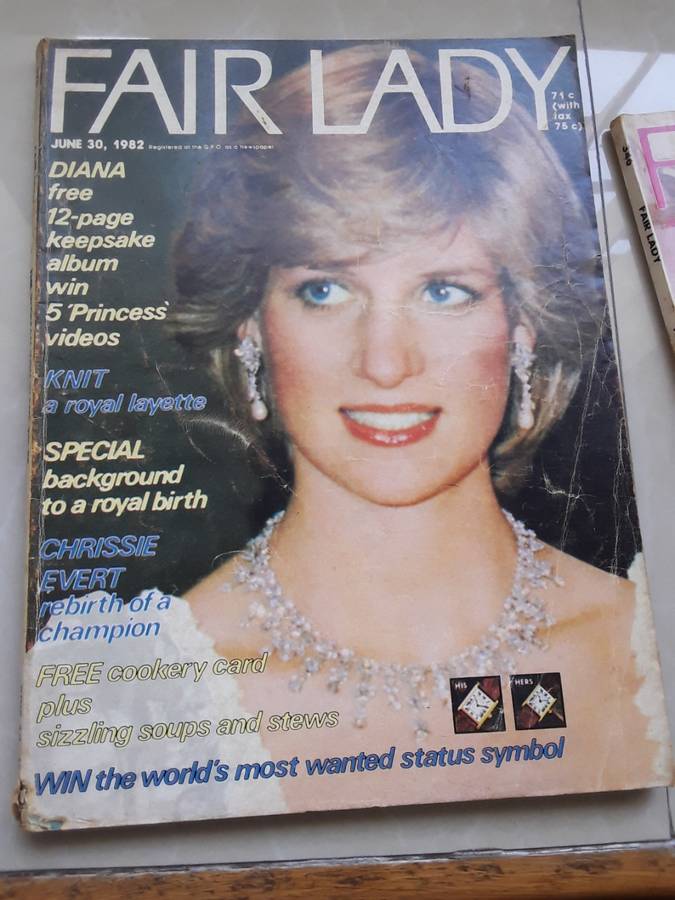 FAIR LADY
71c
(with
tax
75c)
JUNE 30, 1982 Registered at the G.P.O. as a Newspaper
DIANA
free
12-page
keepsake
album
win
5 'Princess'
videos
KNIT
a royal layette
SPECIAL
background
to a royal birth
CHRISSIE
EVERT
rebirth of a
champion
FREE cookery card
plus
sizzling soups and stews
HIS
HERS
WIN the world's most wanted status symbol
FAIR LADY